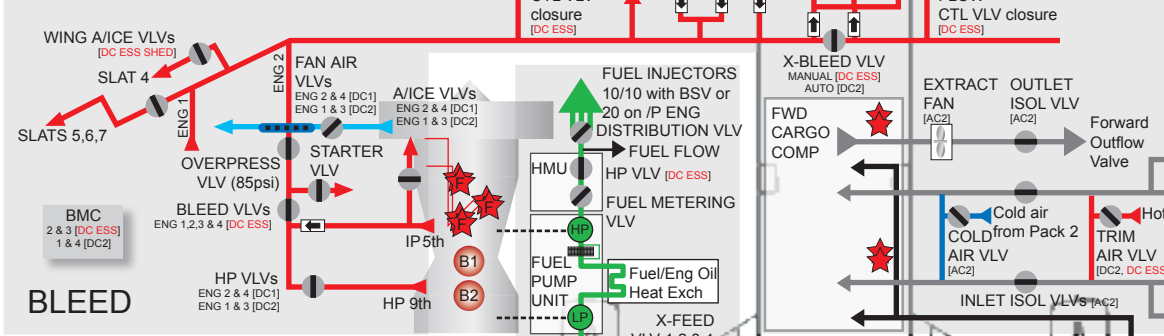 CTL VLV
closure
[DC ESS]
CTL VLV closure
[DC ESS]
WING A/ICE VLVs
[DC ESS SHED]
SLAT 4
SLATS 5,6,7
ENG 1
ENG 2
FAN AIR
VLVs
ENG 2 & 4 [DC1]
ENG 1 & 3 [DC2]
A/ICE VLVs
ENG 2 & 4 [DC1]
ENG 1 & 3 [DC2]
OVERPRESS
VLV (85psi)
STARTER
VLV
BLEED VLVs
ENG 1,2,3 & 4 [DC ESS]
BMC
2 & 3 [DC ESS]
1 & 4 [DC2]
IP 5th
HP VLVs
ENG 2 & 4 [DC1]
ENG 1 & 3 [DC2]
HP 9th
BLEED
F
F
F
B1
B2
FUEL INJECTORS
10/10 with BSV or
20 on /P ENG
DISTRIBUTION VLV
FUEL FLOW
HMU
HP VLV [DC ESS]
FUEL METERING
VLV
HP
FUEL
PUMP
UNIT
Fuel/Eng Oil
Heat Exch
LP
X-FEED
X-BLEED VLV
MANUAL [DC ESS]
AUTO [DC2]
FWD
CARGO
COMP
EXTRACT
FAN
[AC2]
OUTLET
ISOL VLV
[AC2]
Forward
Outflow
Valve
Cold air
from Pack 2
COLD
AIR VLV
[AC2]
Hot
TRIM
AIR VLV
[DC2, DC ESS
INLET ISOL VLVs [AC2]